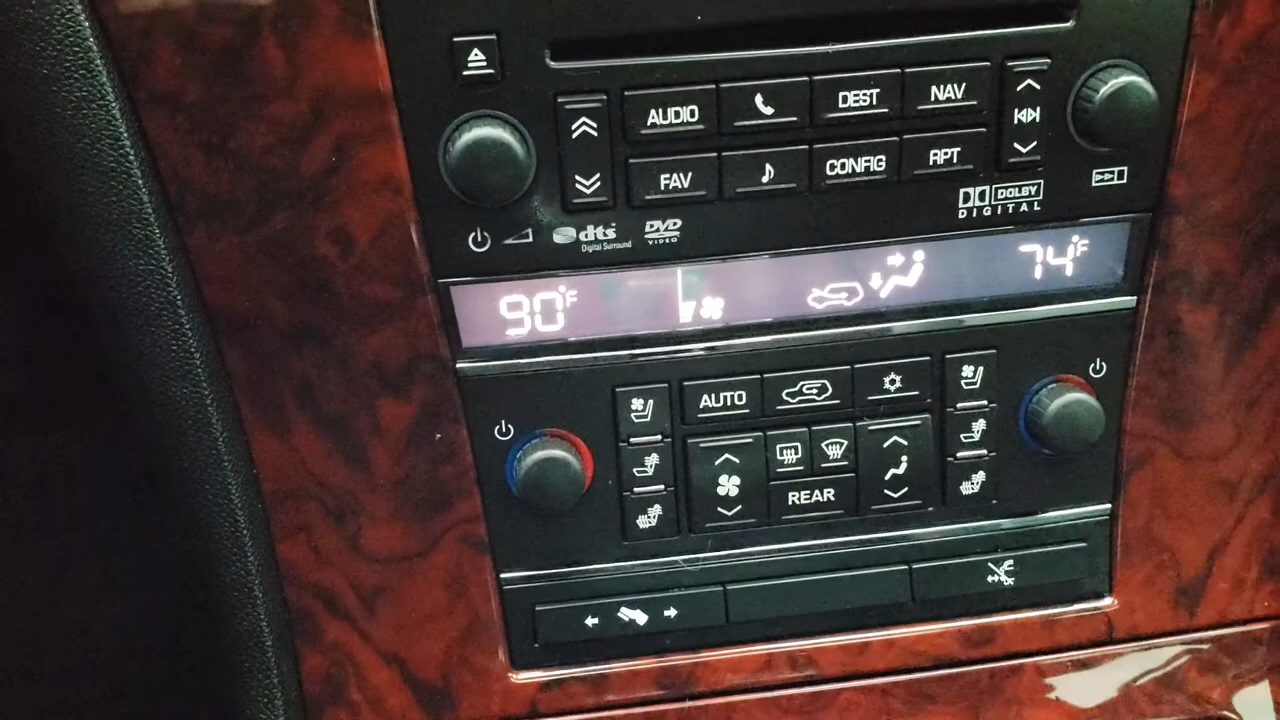 AUDIO DEST NAV
FAV CONFIG RPT
DOLBY
DIGITAL
dts
Digital Surround
DVD
VIDEO
90°F 74°F
AUTO
REAR